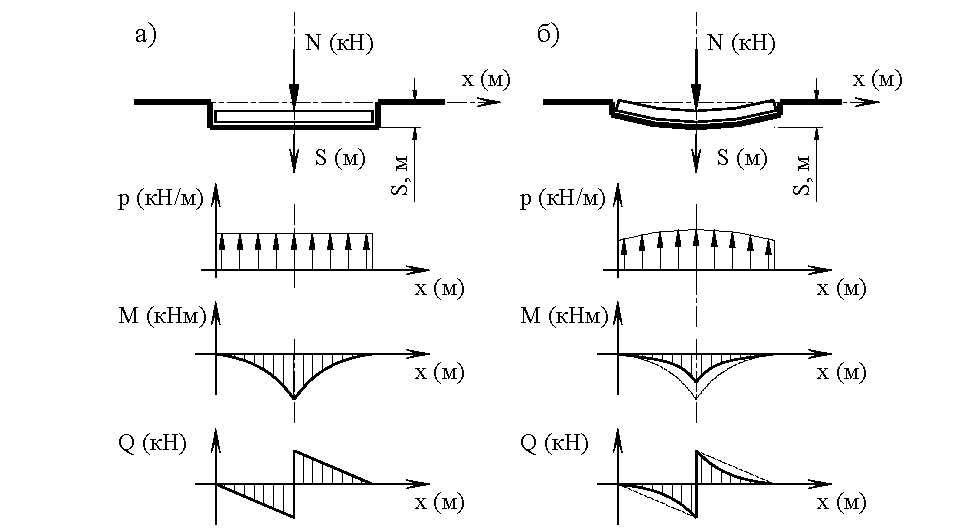 а)
N (кН)
x (м)
S (м)
S, м
p (кН/м)
x (м)
M (кНм)
x (м)
Q (кН)
x (м)
б)
N (кН)
x (м)
S (м)
S, м
p (кН/м)
x (м)
M (кНм)
x (м)
Q (кН)
x (м)